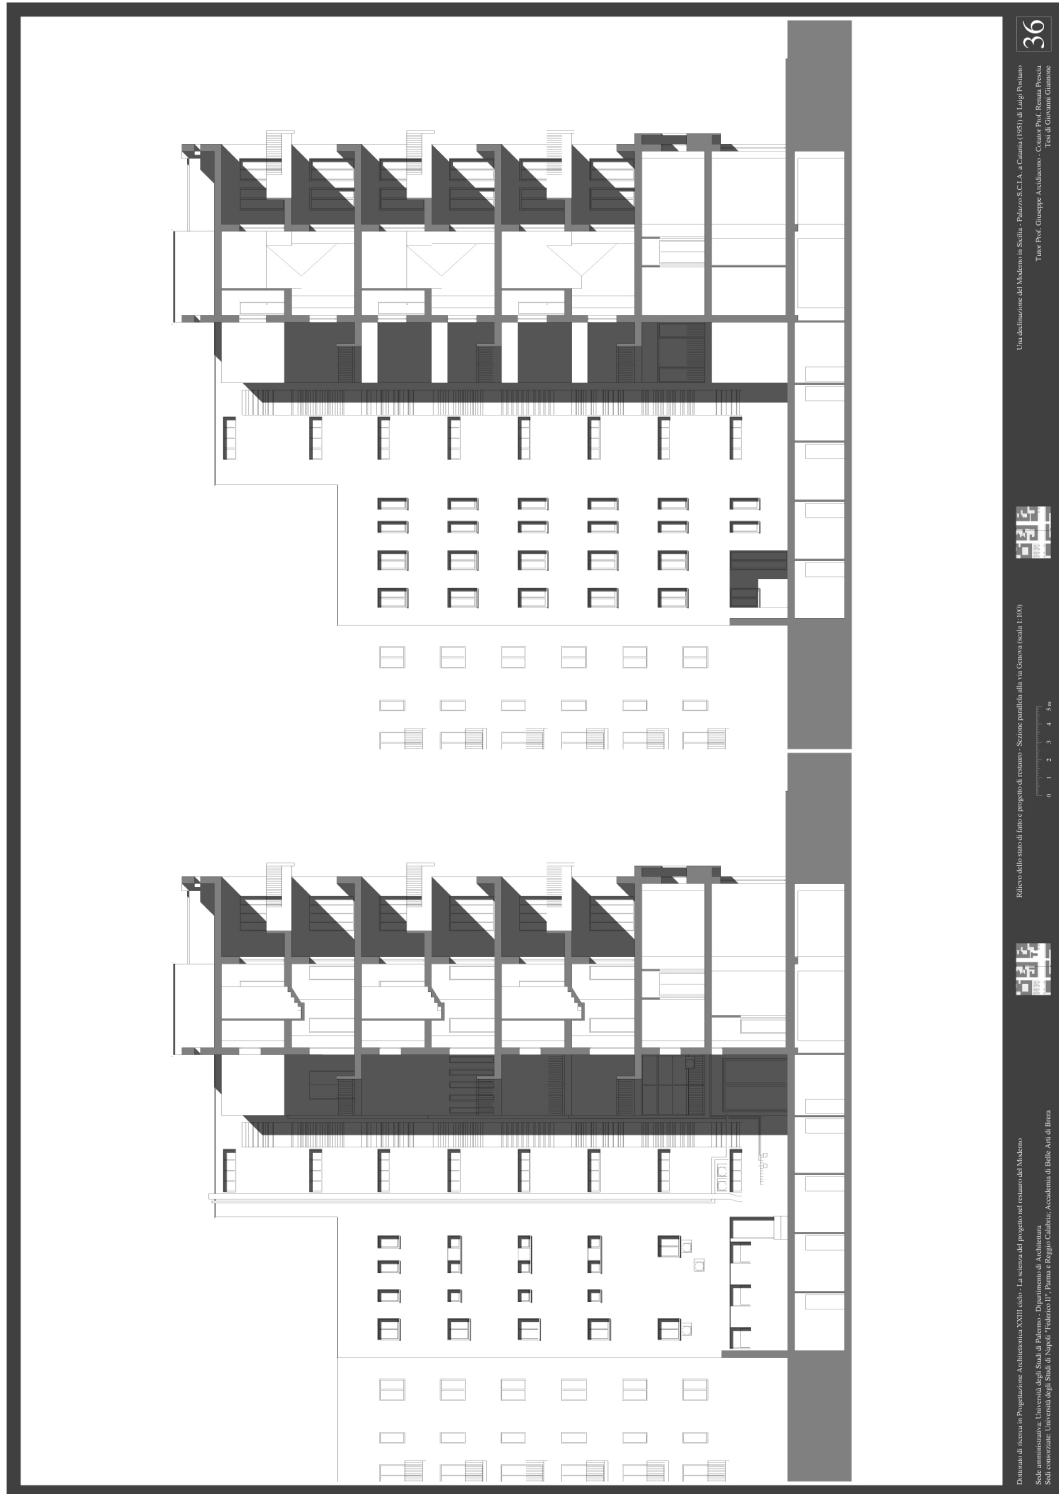 Dottorato di ricerca in Progettazione Architettonica XXIII ciclo - La scienza del progetto nel restauro del Moderno
Sede amministrativa: Università degli Studi di Palermo - Dipartimento di Architettura
Sedi consorziate: Università degli Studi di Napoli "Federico II", Parma e Reggio Calabria; Accademia di Belle Arti di Brera
Rilievo dello stato di fatto e progetto di restauro - Sezione parallela alla via Genova (scala 1:100)
0 1 2 3 4 5 m
Una declinazione del Moderno in Sicilia - Palazzo S.C.I.A. a Catania (1951) di Luigi Positano
Tutor Prof. Giuseppe Arcidiacono - Cotutor Prof. Renata Prescia
Tesi di Giovanni Giannone
36